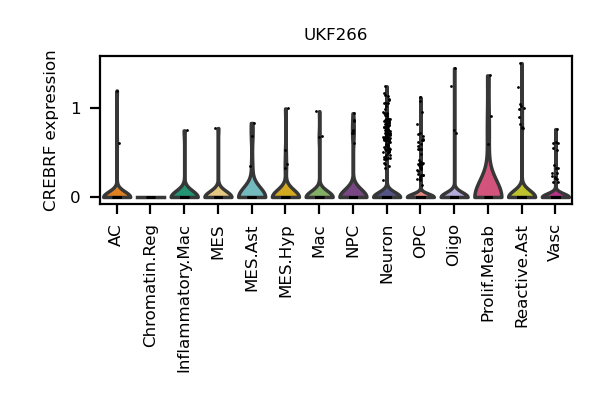 UKF266
CREBRF expression
1
0
AC
Chromatin.Reg
Inflammatory.Mac
MES
MES.Ast
MES.Hyp
Mac
NPC
Neuron
OPC
Oligo
Prolif.Metab
Reactive.Ast
Vasc